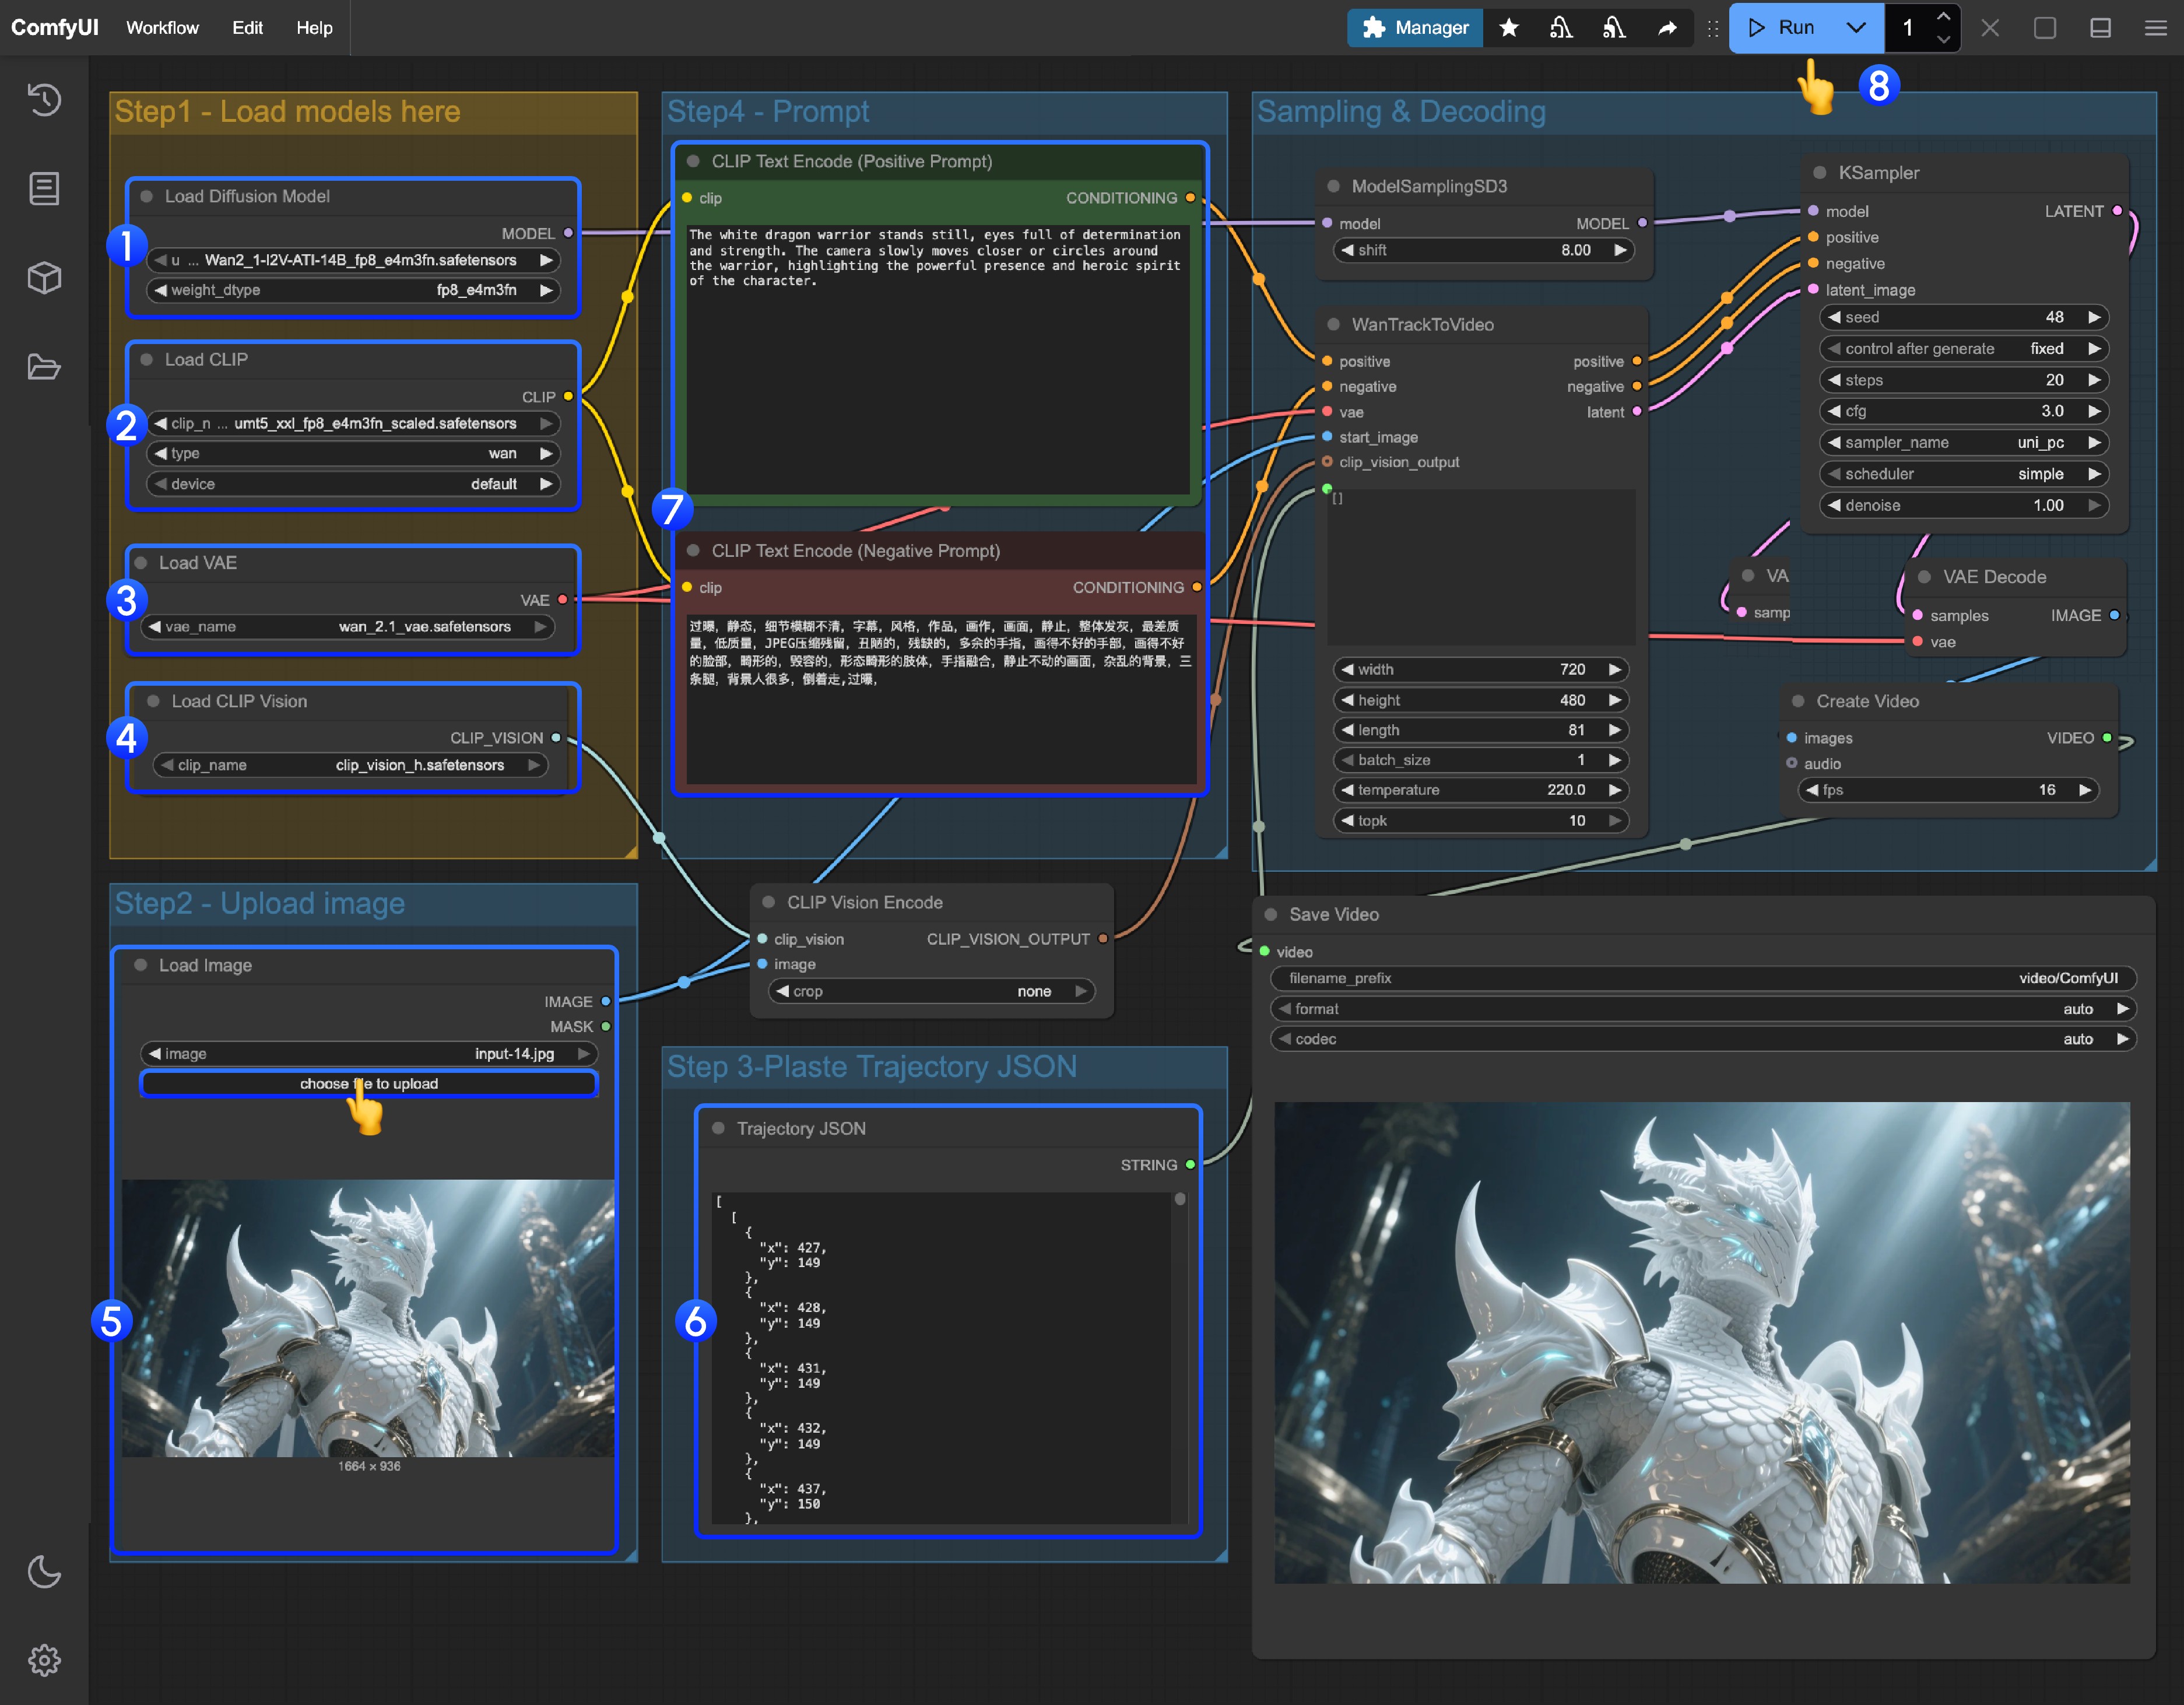 ComfyUI Workflow Edit Help
Manager
Run
1
8
Step1 - Load models here
Load Diffusion Model
MODEL
1
u ... Wan2_1-I2V-ATI-14B_fp8_e4m3fn.safetensors
weight_dtype fp8_e4m3fn
Load CLIP
CLIP
2
clip_n ... umt5_xxl_fp8_e4m3fn_scaled.safetensors
type wan
device default
Load VAE
VAE
3
vae_name wan_2.1_vae.safetensors
Load CLIP Vision
CLIP_VISION
4
clip_name clip_vision_h.safetensors
Step2 - Upload image
Load Image
IMAGE
MASK
image input-14.jpg
choose file to upload
5
1664 × 936
Step4 - Prompt
CLIP Text Encode (Positive Prompt)
clip CONDITIONING
The white dragon warrior stands still, eyes full of determination
and strength. The camera slowly moves closer or circles around
the warrior, highlighting the powerful presence and heroic spirit
of the character.
7
CLIP Text Encode (Negative Prompt)
clip CONDITIONING
过曝，静态，细节模糊不清，字幕，风格，作品，画作，画面，静止，整体发灰，最差质
量，低质量，JPEG压缩残留，丑陋的，残缺的，多余的手指，画得不好的手部，画得不好
的脸部，畸形的，毁容的，形态畸形的肢体，手指融合，静止不动的画面，杂乱的背景，三
条腿，背景人很多，倒着走,过曝，
CLIP Vision Encode
clip_vision CLIP_VISION_OUTPUT
image
crop none
Step 3-Plaste Trajectory JSON
Trajectory JSON
STRING
6
[
[
{
"x": 427,
"y": 149
},
{
"x": 428,
"y": 149
},
{
"x": 431,
"y": 149
},
{
"x": 432,
"y": 149
},
{
"x": 437,
"y": 150
},
Sampling & Decoding
ModelSamplingSD3
model MODEL
shift 8.00
WanTrackToVideo
positive positive
negative negative
vae latent
start_image
clip_vision_output
[]
width 720
height 480
length 81
batch_size 1
temperature 220.0
topk 10
KSampler
model LATENT
positive
negative
latent_image
seed 48
control after generate fixed
steps 20
cfg 3.0
sampler_name uni_pc
scheduler simple
denoise 1.00
VA
samp
VAE Decode
samples IMAGE
vae
Create Video
images VIDEO
audio
fps 16
Save Video
video
filename_prefix video/ComfyUI
format auto
codec auto